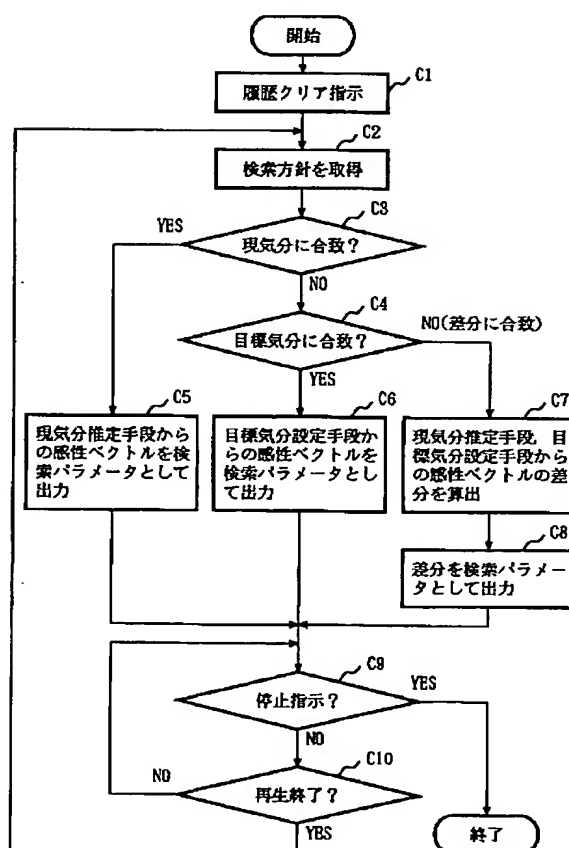 開始
C1
履歴クリア指示
C2
検索方針を取得
C3
YES
現気分に合致?
NO
C4
目標気分に合致?
NO(差分に合致)
YES
C5
現気分推定手段から
の感性ベクトルを検
索パラメータとして
出力
C6
目標気分設定手段か
らの感性ベクトルを
検索パラメータとし
て出力
C7
現気分推定手段,目
標気分設定手段から
の感性ベクトルの差
分を算出
C8
差分を検索パラメー
タとして出力
C9
停止指示?
YES
NO
C10
NO
再生終了?
YES
終了